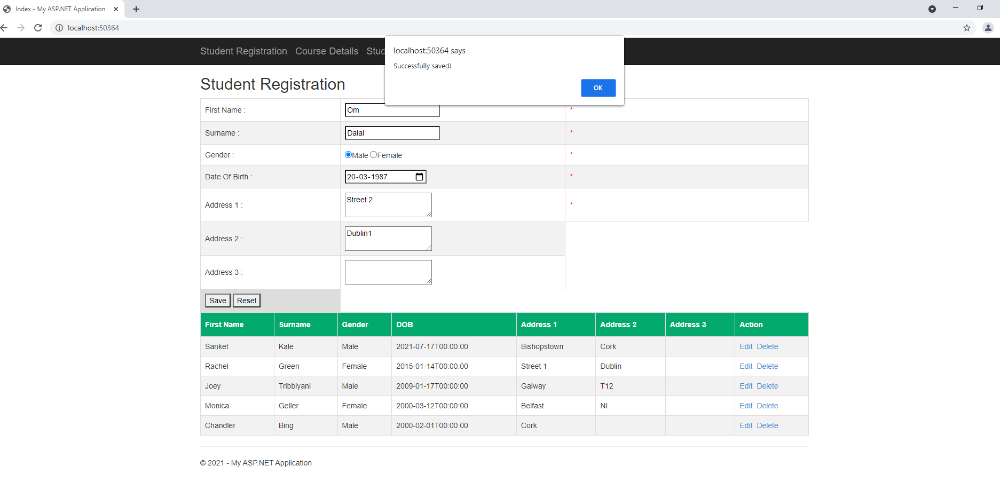 Index - My ASP.NET Application
localhost:50364
Student Registration Course Details Stud
localhost:50364 says
Successfully saved!
OK
Student Registration
First Name : Om *
Surname : Dalal *
Gender : Male Female *
Date Of Birth : 20-03-1987 *
Address 1 : Street 2 *
Address 2 : Dublin1
Address 3 :
Save Reset
First Name Surname Gender DOB Address 1 Address 2 Address 3 Action
Sanket Kale Male 2021-07-17T00:00:00 Bishopstown Cork Edit Delete
Rachel Green Female 2015-01-14T00:00:00 Street 1 Dublin Edit Delete
Joey Tribbiyani Male 2009-01-17T00:00:00 Galway T12 Edit Delete
Monica Geller Female 2000-03-12T00:00:00 Belfast NI Edit Delete
Chandler Bing Male 2000-02-01T00:00:00 Cork Edit Delete
© 2021 - My ASP.NET Application